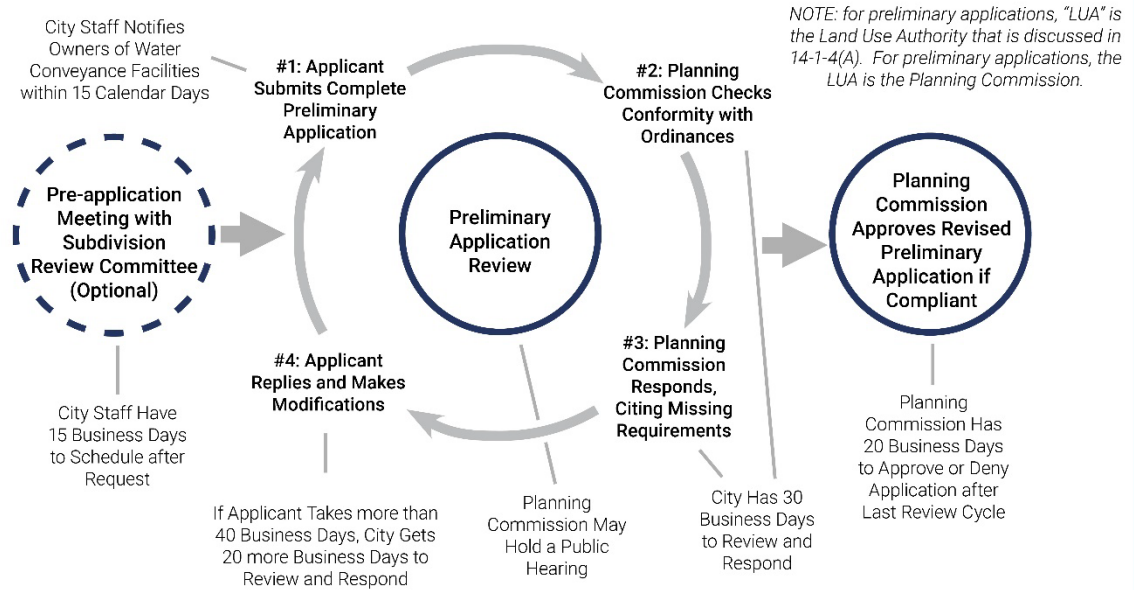 City Staff Notifies
Owners of Water
Conveyance Facilities
within 15 Calendar Days
#1: Applicant
Submits Complete
Preliminary
Application
#2: Planning
Commission Checks
Conformity with
Ordinances
NOTE: for preliminary applications, “LUA” is
the Land Use Authority that is discussed in
14-1-4(A).  For preliminary applications, the
LUA is the Planning Commission.
Pre-application
Meeting with
Subdivision
Review Committee
(Optional)
Preliminary
Application
Review
Planning
Commission
Approves Revised
Preliminary
Application if
Compliant
#4: Applicant
Replies and Makes
Modifications
#3: Planning
Commission
Responds,
Citing Missing
Requirements
City Staff Have
15 Business Days
to Schedule after
Request
If Applicant Takes more than
40 Business Days, City Gets
20 more Business Days to
Review and Respond
Planning
Commission May
Hold a Public
Hearing
City Has 30
Business Days
to Review and
Respond
Planning
Commission Has
20 Business Days
to Approve or Deny
Application after
Last Review Cycle